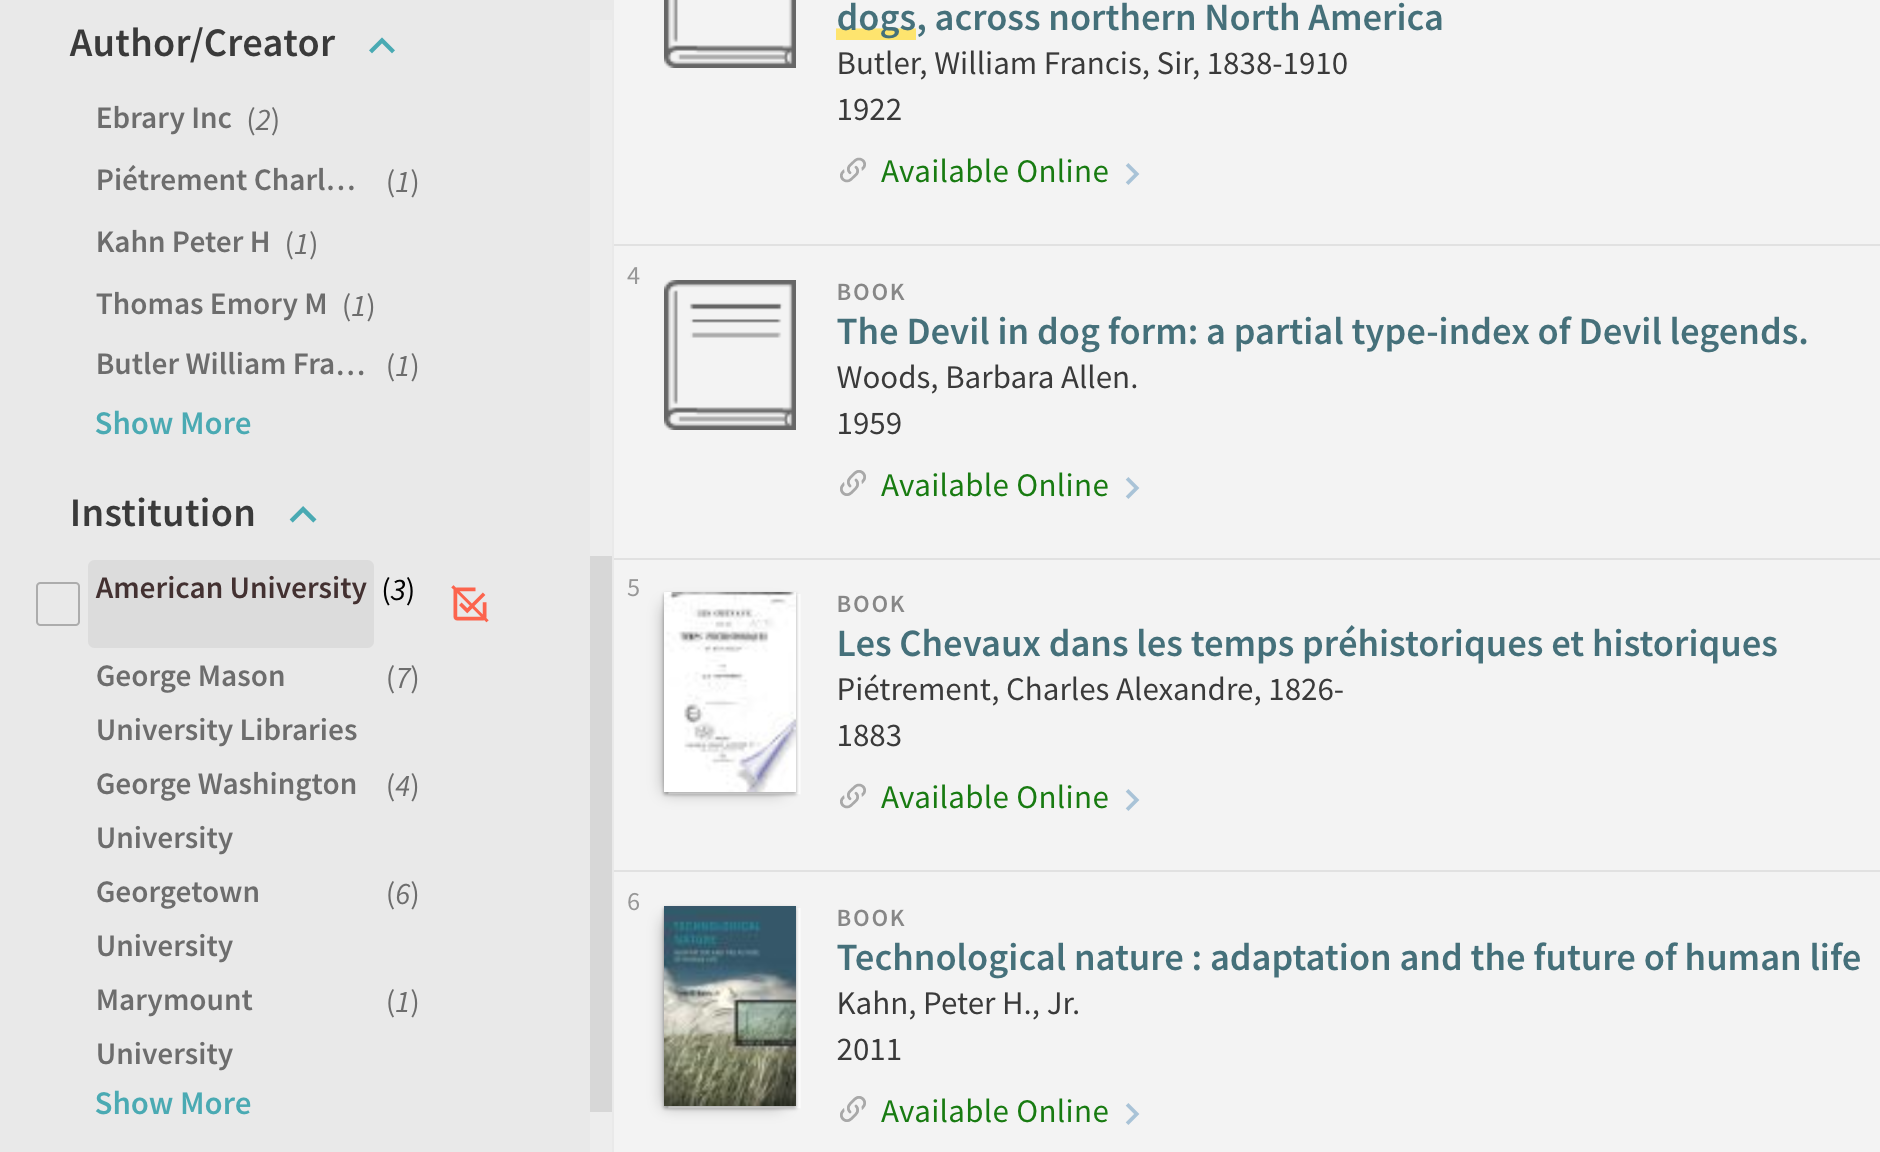 Author/Creator
Ebrary Inc (2)
Piétrement Charl... (1)
Kahn Peter H (1)
Thomas Emory M (1)
Butler William Fra... (1)
Show More
Institution
American University (3)
George Mason (7)
University Libraries
George Washington (4)
University
Georgetown (6)
University
Marymount (1)
University
Show More
dogs, across northern North America
Butler, William Francis, Sir, 1838-1910
1922
Available Online
4
BOOK
The Devil in dog form: a partial type-index of Devil legends.
Woods, Barbara Allen.
1959
Available Online
5
BOOK
Les Chevaux dans les temps préhistoriques et historiques
Piétrement, Charles Alexandre, 1826-
1883
Available Online
6
TECHNOLOGICAL
NATURE
BOOK
Technological nature : adaptation and the future of human life
Kahn, Peter H., Jr.
2011
Available Online